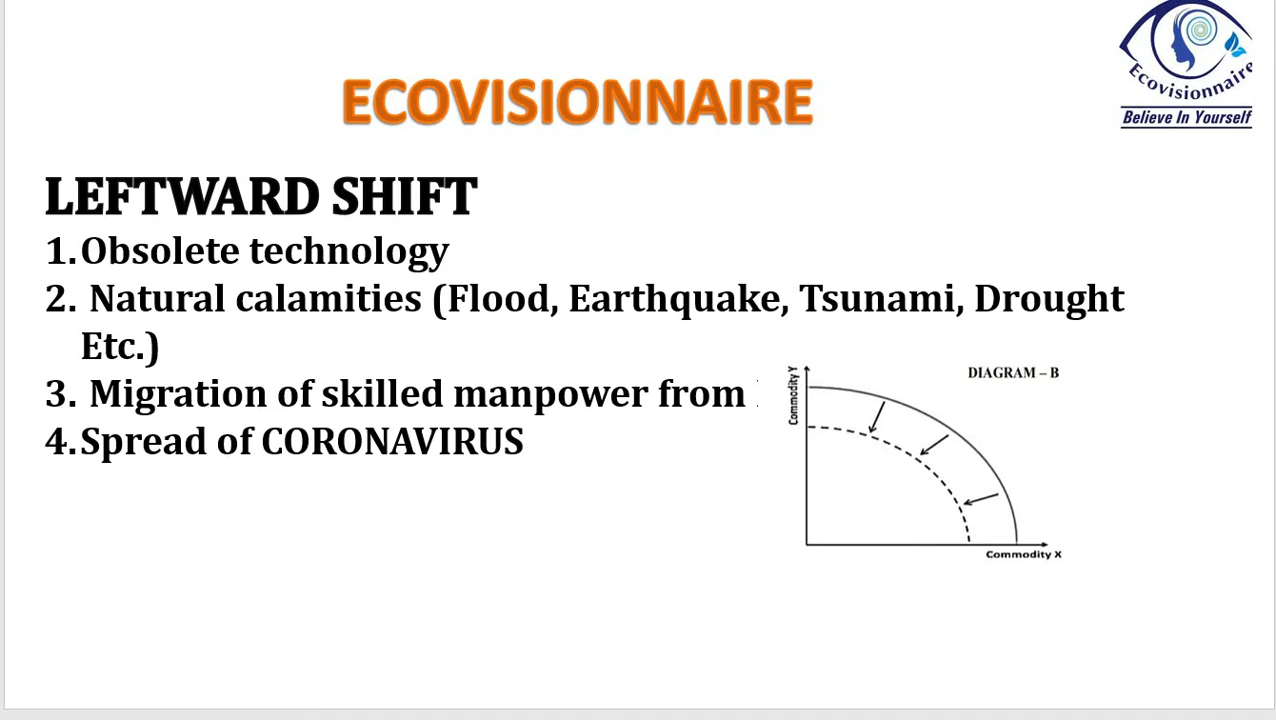 Ecovisionnaire
Believe In Yourself
ECOVISIONNAIRE
LEFTWARD SHIFT
1. Obsolete technology
2. Natural calamities (Flood, Earthquake, Tsunami, Drought
Etc.)
3. Migration of skilled manpower from
4. Spread of CORONAVIRUS
DIAGRAM – B
Commodity Y
Commodity X